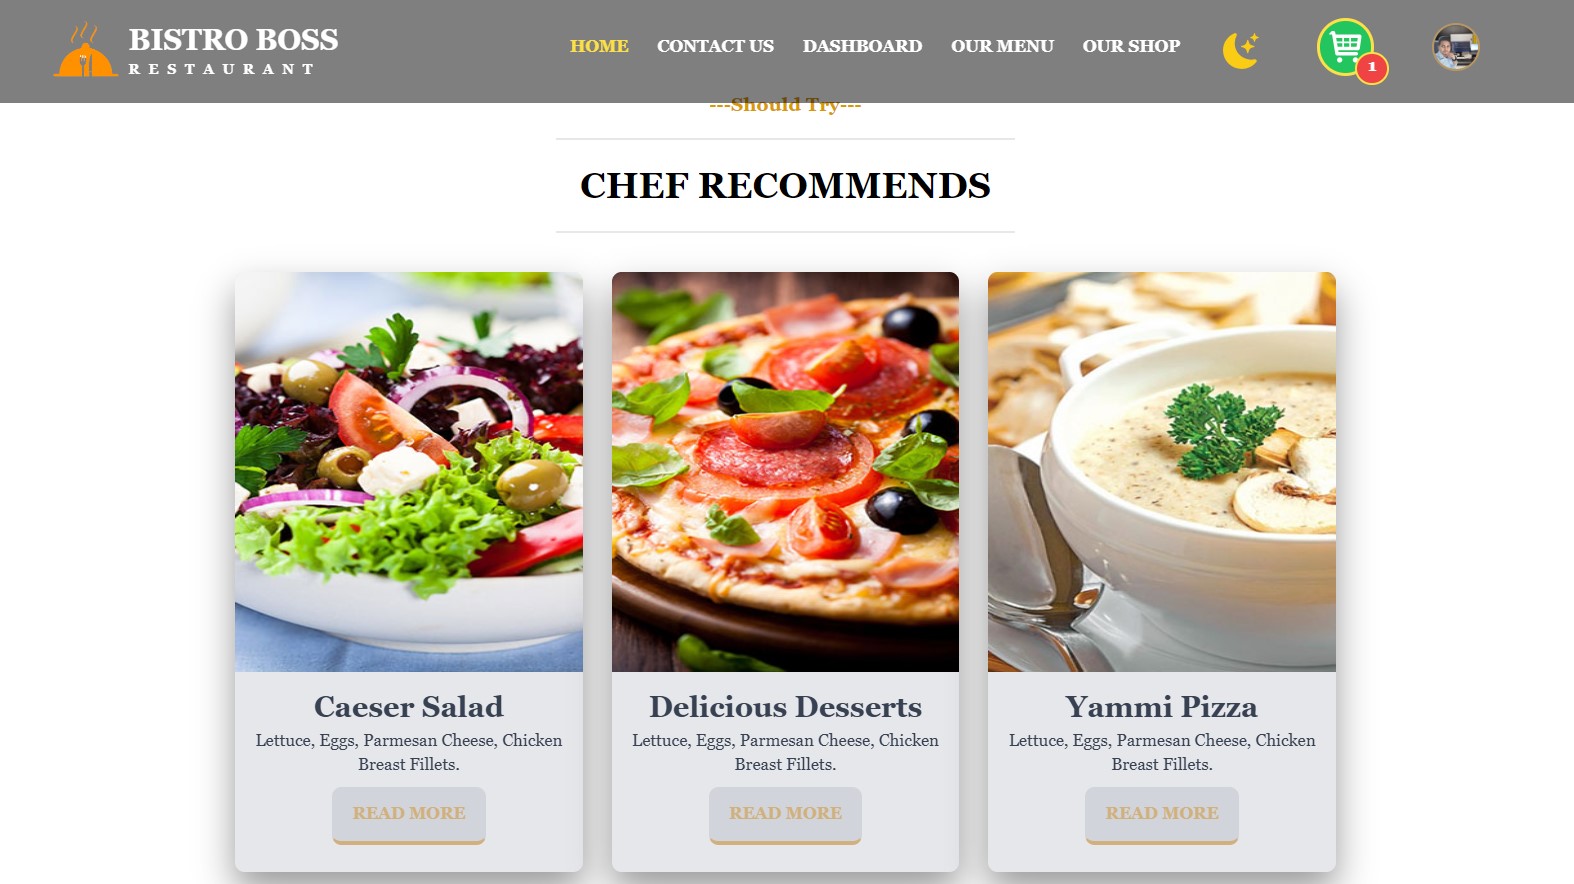 BISTRO BOSS
RESTAURANT
HOME CONTACT US DASHBOARD OUR MENU OUR SHOP
1
---Should Try---
CHEF RECOMMENDS
Caeser Salad
Lettuce, Eggs, Parmesan Cheese, Chicken
Breast Fillets.
READ MORE
Delicious Desserts
Lettuce, Eggs, Parmesan Cheese, Chicken
Breast Fillets.
READ MORE
Yammi Pizza
Lettuce, Eggs, Parmesan Cheese, Chicken
Breast Fillets.
READ MORE